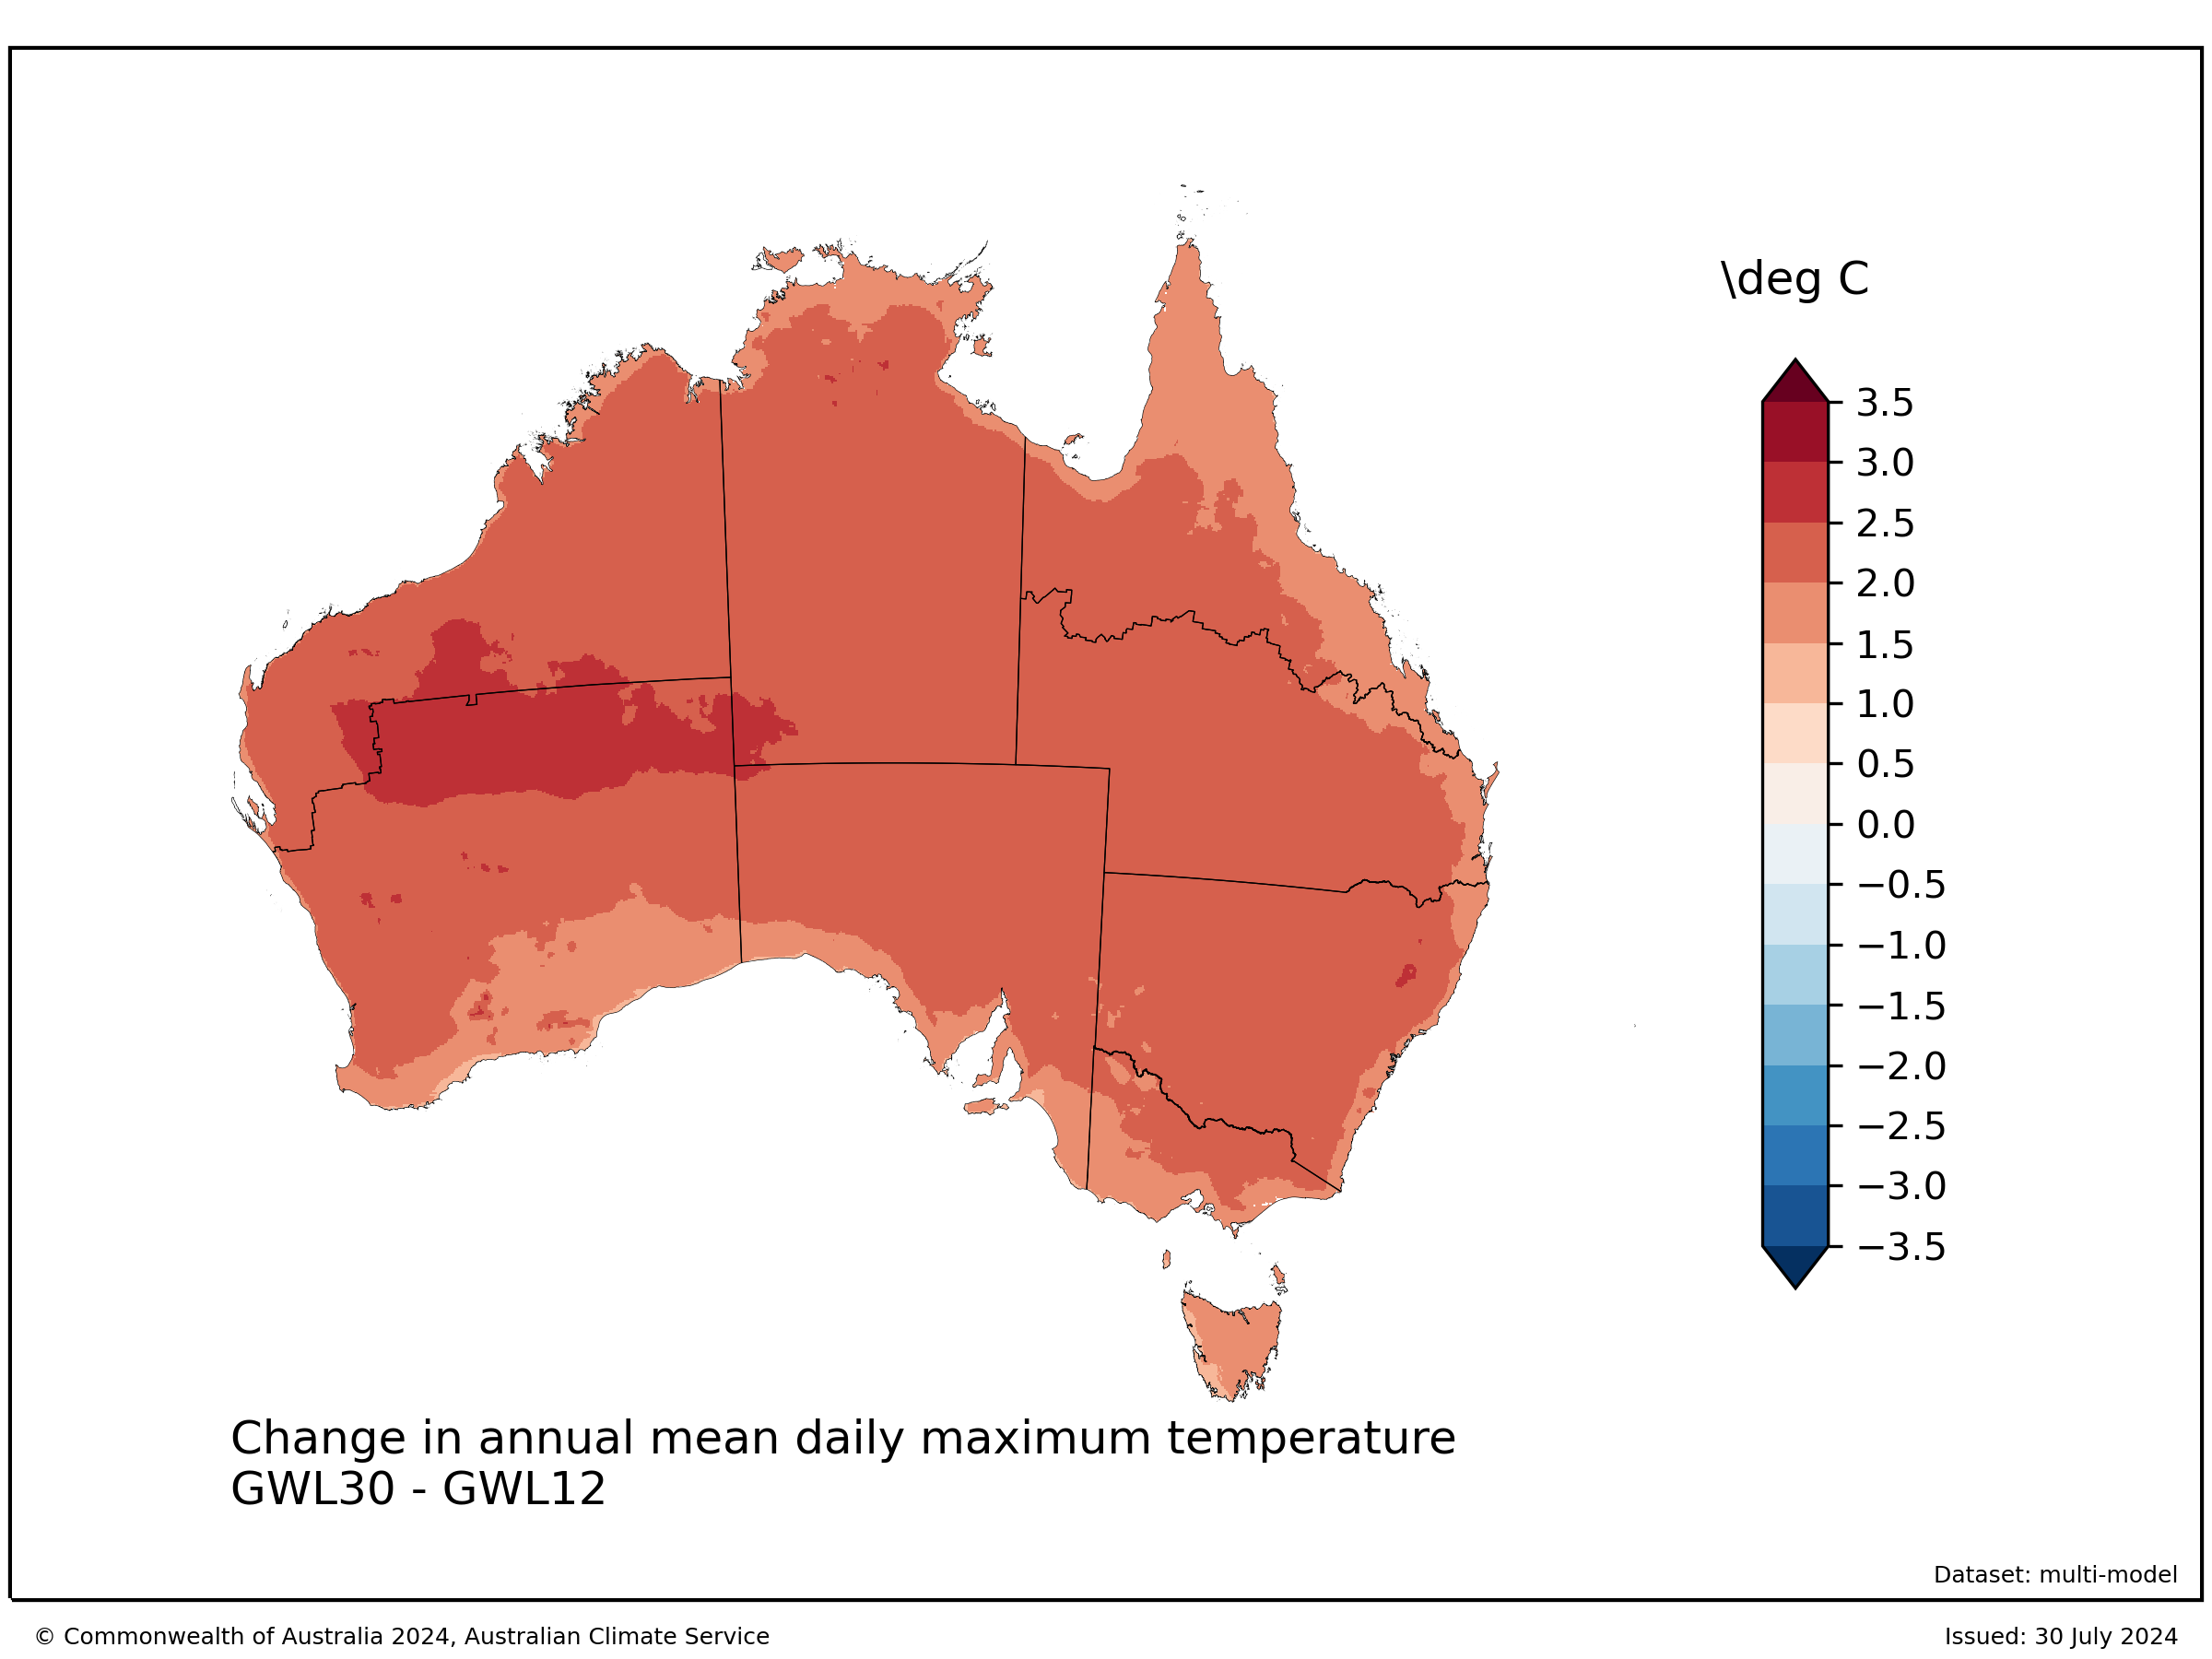 \deg C
3.5
3.0
2.5
2.0
1.5
1.0
0.5
0.0
−0.5
−1.0
−1.5
−2.0
−2.5
−3.0
−3.5
Change in annual mean daily maximum temperature
GWL30 - GWL12
Dataset: multi-model
© Commonwealth of Australia 2024, Australian Climate Service
Issued: 30 July 2024